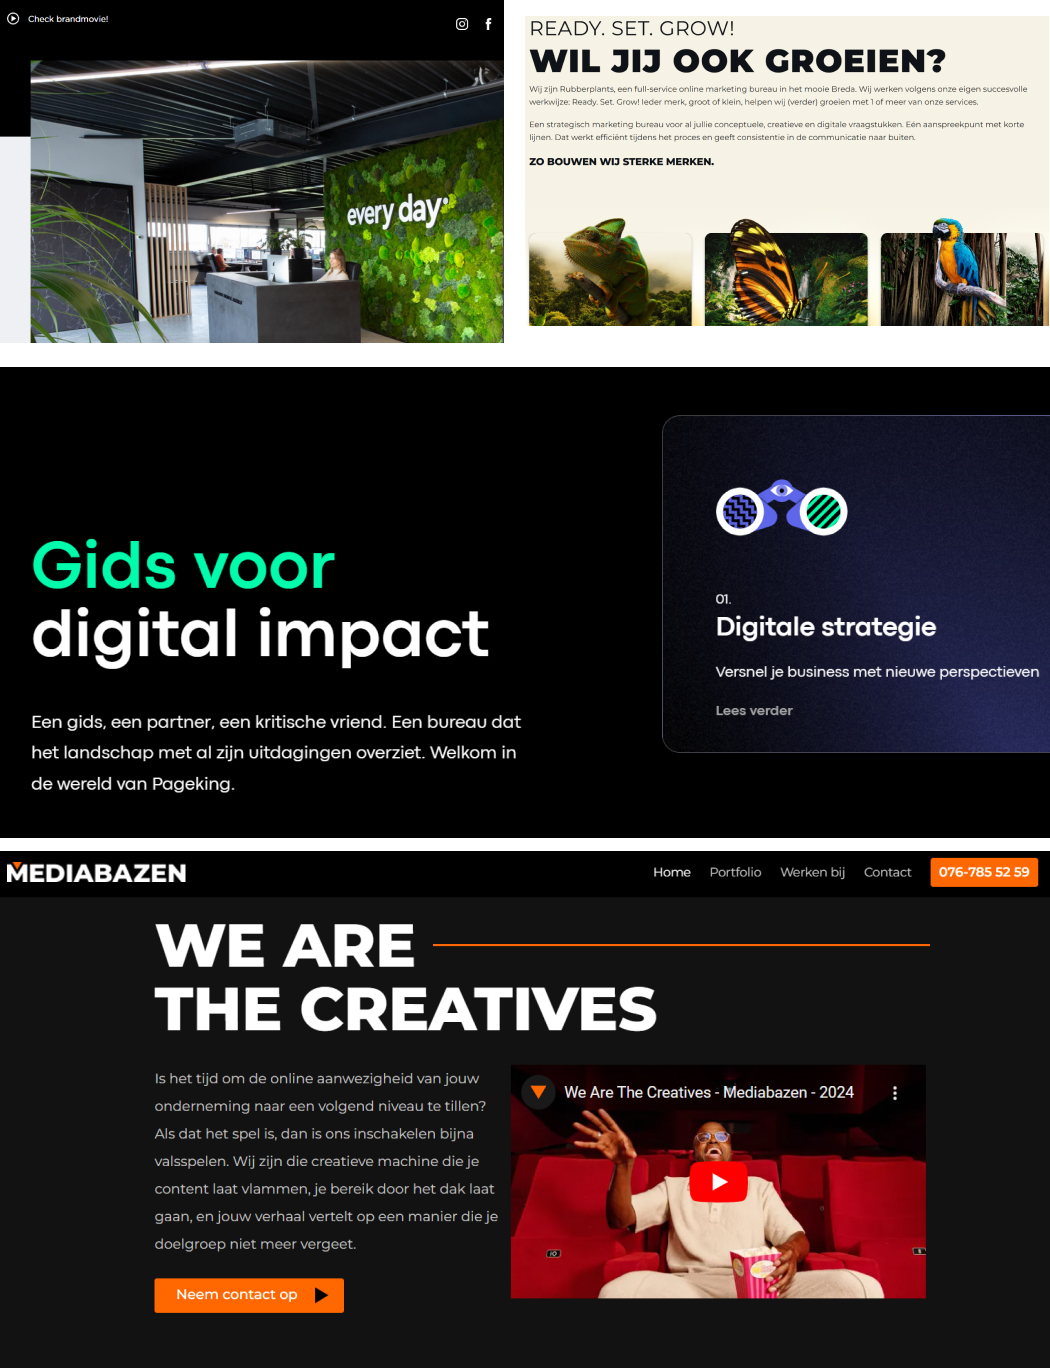 Check brandmovie!
every day
READY. SET. GROW!
WIL JIJ OOK GROEIEN?
Wij zijn Rubberplants, een full-service online marketing bureau in het mooie Breda. Wij werken volgens onze eigen succesvolle
werkwijze: Ready. Set. Grow! Ieder merk, groot of klein, helpen wij (verder) groeien met 1 of meer van onze services.
Een strategisch marketing bureau voor al jullie conceptuele, creatieve en digitale vraagstukken. Eén aanspreekpunt met korte
lijnen. Dat werkt efficiënt tijdens het proces en geeft consistentie in de communicatie naar buiten.
ZO BOUWEN WIJ STERKE MERKEN.
Gids voor
digital impact
Een gids, een partner, een kritische vriend. Een bureau dat
het landschap met al zijn uitdagingen overziet. Welkom in
de wereld van Pageking.
01.
Digitale strategie
Versnel je business met nieuwe perspectieven
Lees verder
MEDIABAZEN
Home Portfolio Werken bij Contact 076-785 52 59
WE ARE
THE CREATIVES
Is het tijd om de online aanwezigheid van jouw
onderneming naar een volgend niveau te tillen?
Als dat het spel is, dan is ons inschakelen bijna
valsspelen. Wij zijn die creatieve machine die je
content laat vlammen, je bereik door het dak laat
gaan, en jouw verhaal vertelt op een manier die je
doelgroep niet meer vergeet.
Neem contact op
We Are The Creatives - Mediabazen - 2024
10